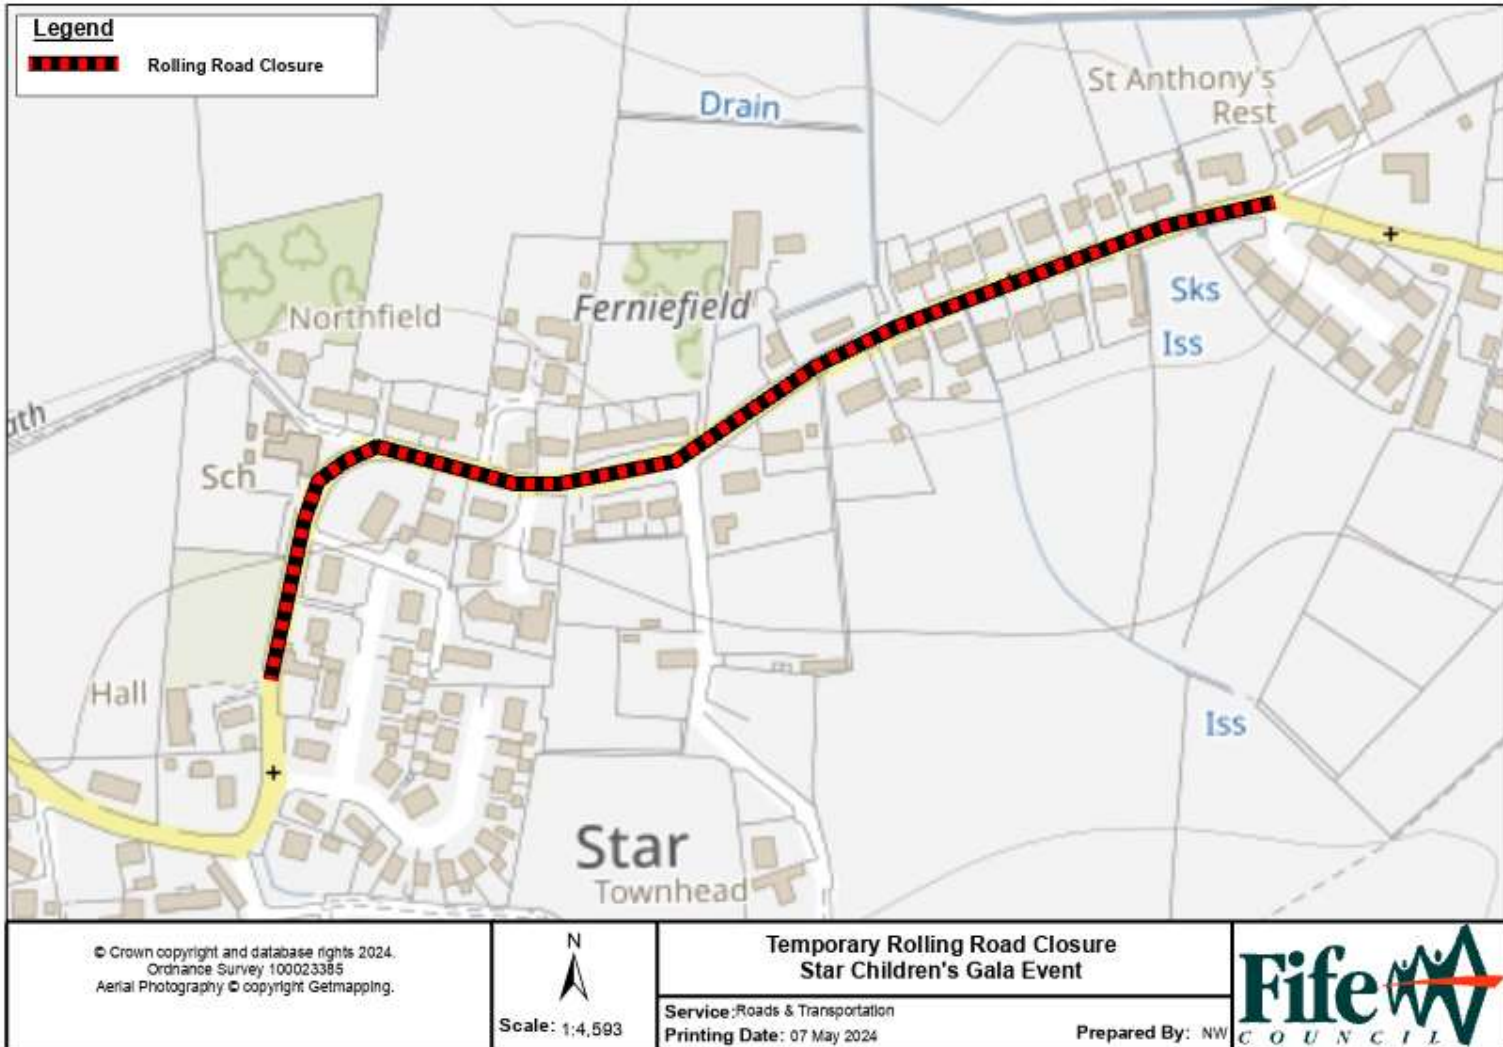 Legend
Rolling Road Closure
Drain
St Anthony's
Rest
Northfield
Ferniefield
Sks
Iss
Sch
Hall
Iss
Star
Townhead
© Crown copyright and database rights 2024.
Ordnance Survey 100023385
Aerial Photography © copyright Getmapping.
N
Scale: 1:4,593
Temporary Rolling Road Closure
Star Children's Gala Event
Service:Roads & Transportation
Printing Date: 07 May 2024
Prepared By: NW
Fife
COUNCIL